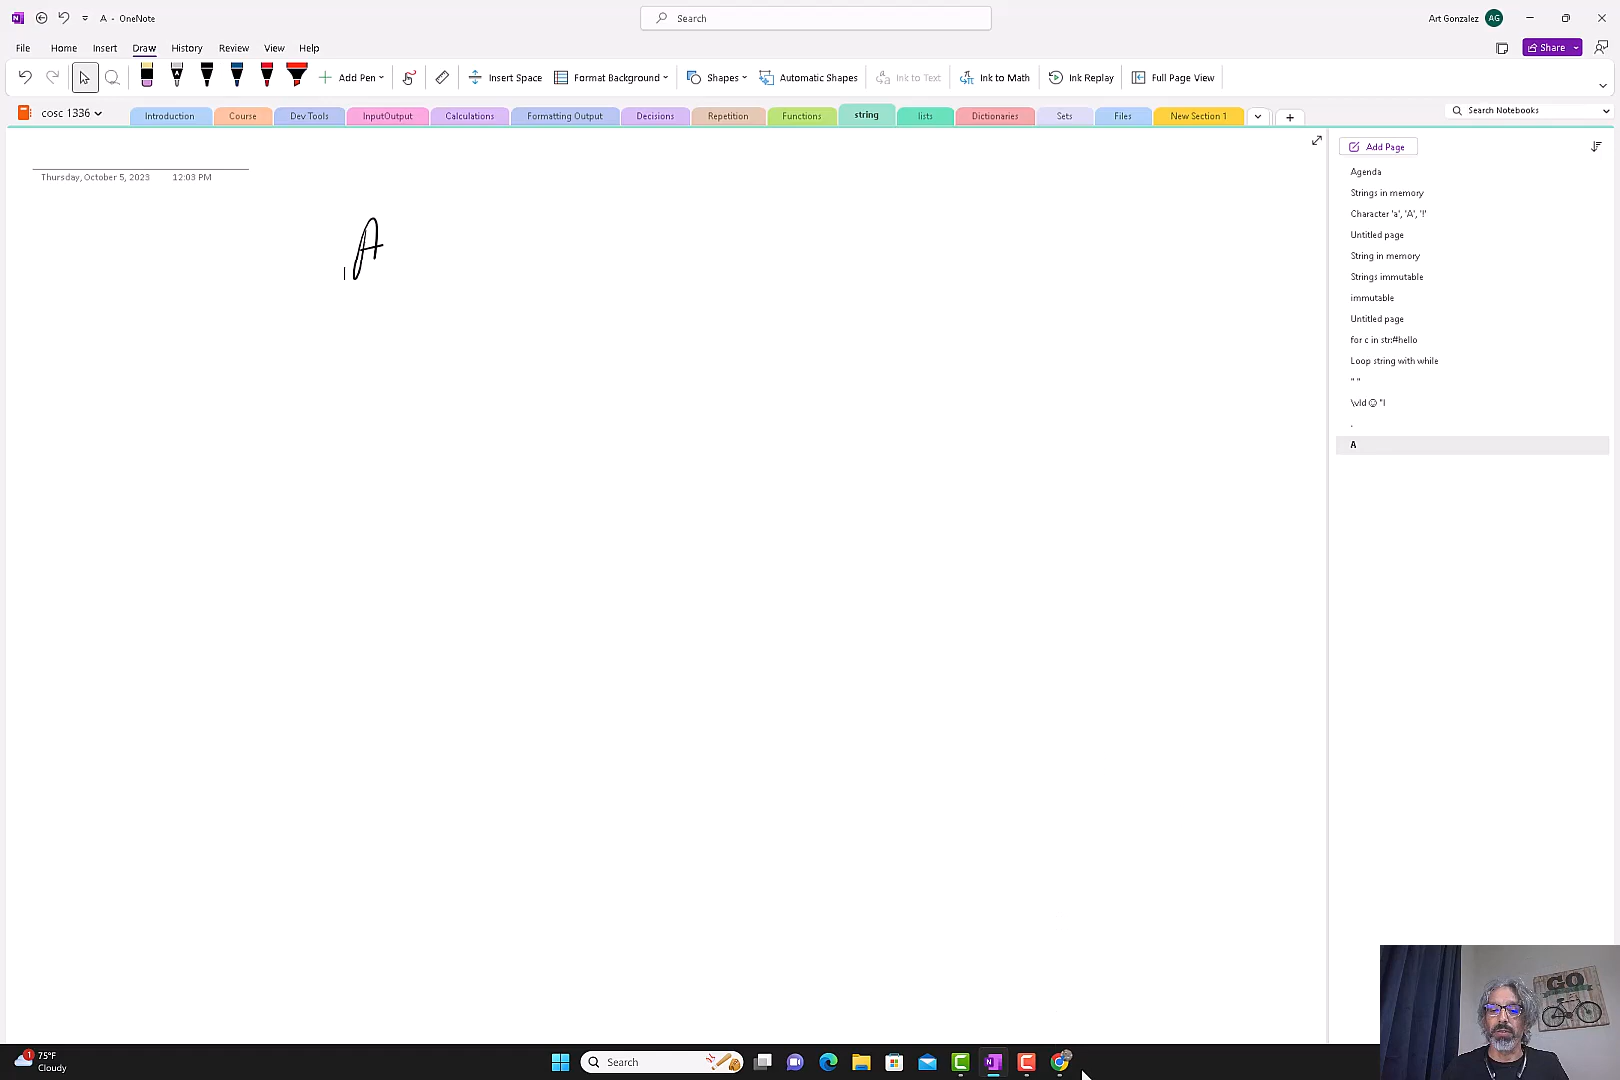 A - OneNote
Search
Art Gonzalez
AG
File
Home
Insert
Draw
History
Review
View
Help
Share
Add Pen
Insert Space
Format Background
Shapes
Automatic Shapes
Ink to Text
Ink to Math
Ink Replay
Full Page View
cosc 1336
Introduction
Course
Dev Tools
InputOutput
Calculations
Formatting Output
Decisions
Repetition
Functions
string
lists
Dictionaries
Sets
Files
New Section 1
Search Notebooks
Thursday, October 5, 2023
12:03 PM
A
Add Page
Agenda
Strings in memory
Character 'a', 'A', '!'
Untitled page
String in memory
Strings immutable
immutable
Untitled page
for c in str:#hello
Loop string with while
" "
.
A
GO
1
75°F
Cloudy
Search